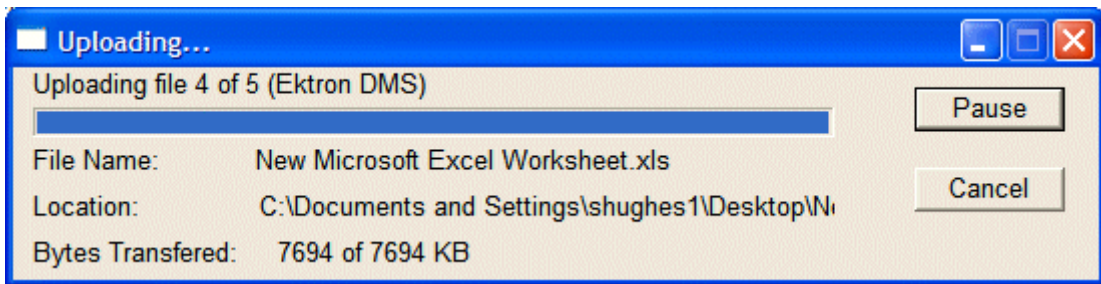 Uploading...
Uploading file 4 of 5 (Ektron DMS)
Pause
File Name: New Microsoft Excel Worksheet.xls
Location: C:\Documents and Settings\shughes1\Desktop\N
Cancel
Bytes Transfered: 7694 of 7694 KB